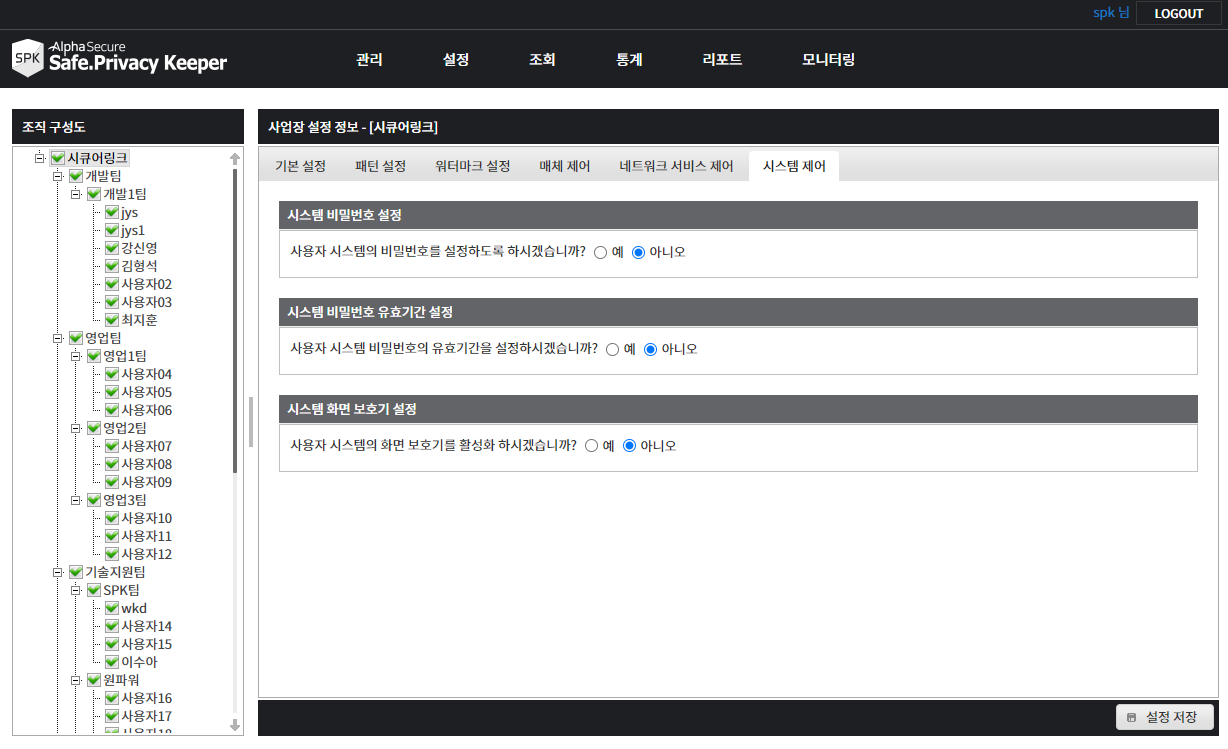 spk 님 LOGOUT
SPK AlphaSecure
Safe.Privacy Keeper
관리 설정 조회 통계 리포트 모니터링
조직 구성도
시큐어링크
개발팀
개발1팀
jys
jys1
강신영
김형석
사용자02
사용자03
최지훈
영업팀
영업1팀
사용자04
사용자05
사용자06
영업2팀
사용자07
사용자08
사용자09
영업3팀
사용자10
사용자11
사용자12
기술지원팀
SPK팀
wkd
사용자14
사용자15
이수아
원파워
사용자16
사용자17
사업장 설정 정보 - [시큐어링크]
기본 설정 패턴 설정 워터마크 설정 매체 제어 네트워크 서비스 제어 시스템 제어
시스템 비밀번호 설정
사용자 시스템의 비밀번호를 설정하도록 하시겠습니까? 예 아니오
시스템 비밀번호 유효기간 설정
사용자 시스템 비밀번호의 유효기간을 설정하시겠습니까? 예 아니오
시스템 화면 보호기 설정
사용자 시스템의 화면 보호기를 활성화 하시겠습니까? 예 아니오
설정 저장